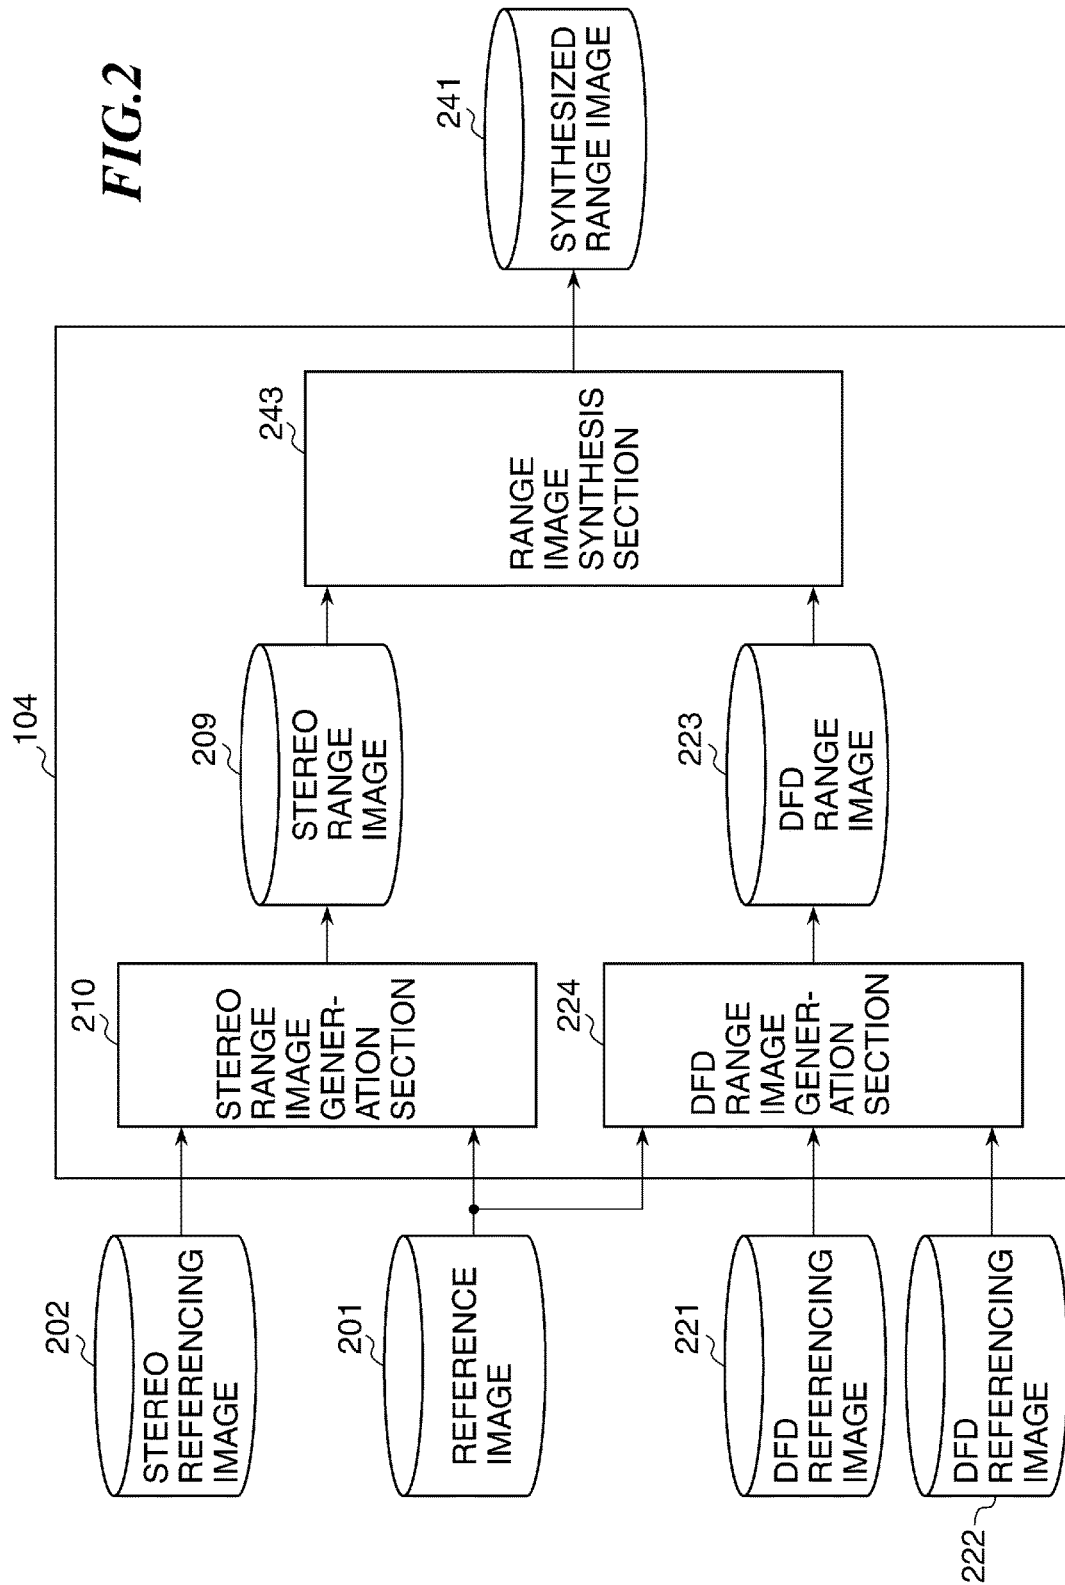 FIG.2
104
202
STEREO
REFERENCING
IMAGE
201
REFERENCE
IMAGE
221
DFD
REFERENCING
IMAGE
222
DFD
REFERENCING
IMAGE
210
STEREO
RANGE
IMAGE
GENER-
ATION
SECTION
224
DFD
RANGE
IMAGE
GENER-
ATION
SECTION
209
STEREO
RANGE
IMAGE
223
DFD
RANGE
IMAGE
243
RANGE
IMAGE
SYNTHESIS
SECTION
241
SYNTHESIZED
RANGE IMAGE